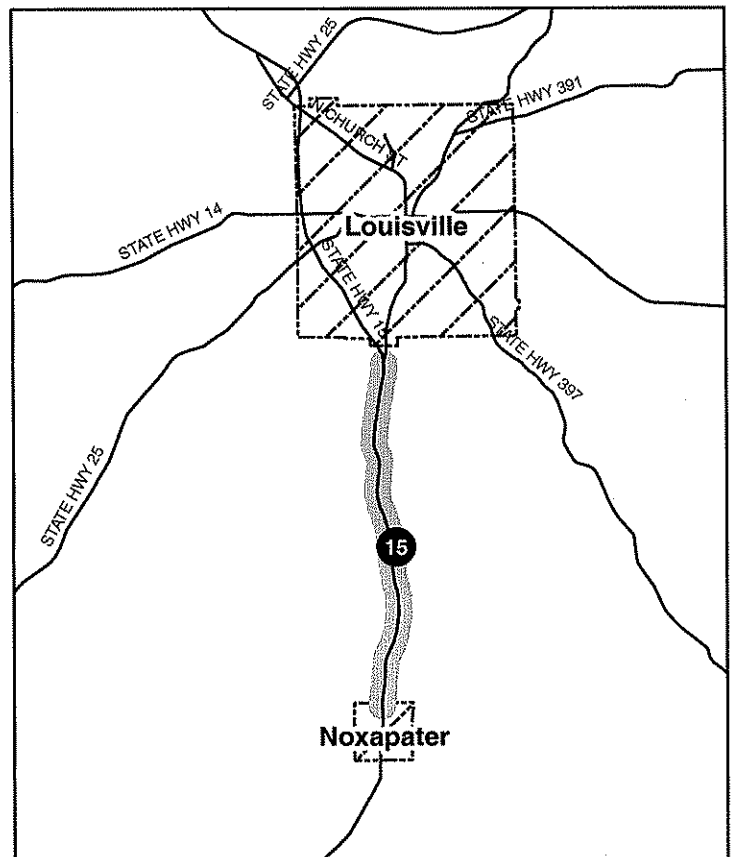 STATE HWY 25
STATE HWY 391
N CHURCH ST
STATE HWY 14
Louisville
STATE HWY 15
STATE HWY 397
STATE HWY 25
15
Noxapater